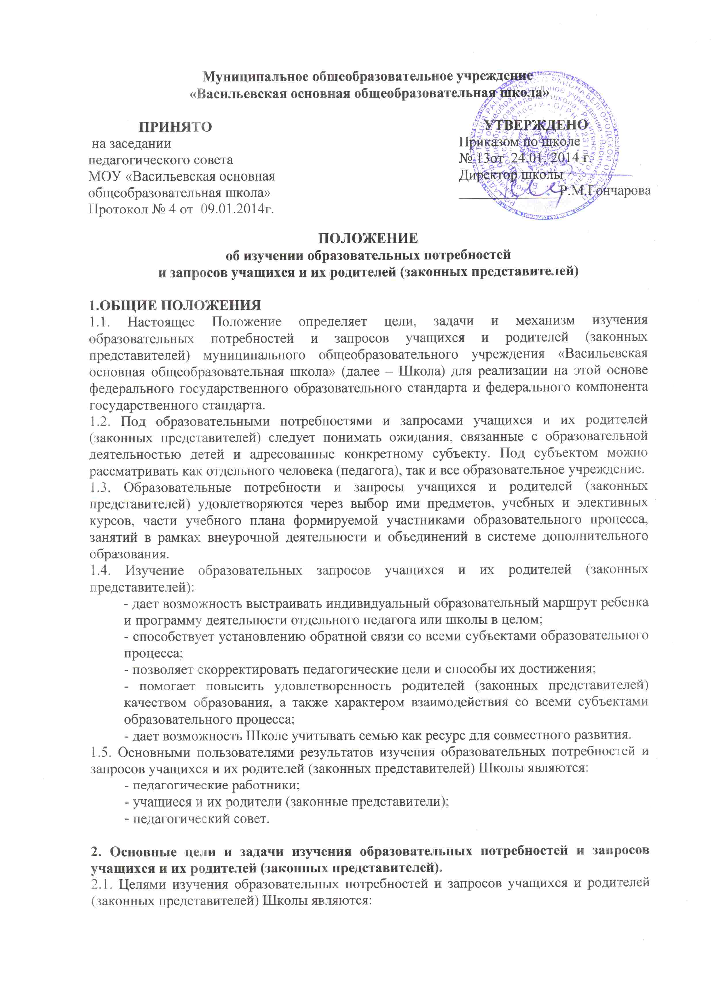 Муниципальное общеобразовательное учреждение
«Васильевская основная общеобразовательная школа»
ПРИНЯТО
на заседании
педагогического совета
МОУ «Васильевская основная
общеобразовательная школа»
Протокол № 4 от 09.01.2014г.
УТВЕРЖДЕНО
Приказом по школе
№ 13от 24.01. 2014 г.
Директор школы
Р.М.Гончарова
ПОЛОЖЕНИЕ
об изучении образовательных потребностей
и запросов учащихся и их родителей (законных представителей)
1.ОБЩИЕ ПОЛОЖЕНИЯ
1.1. Настоящее Положение определяет цели, задачи и механизм изучения
образовательных потребностей и запросов учащихся и родителей (законных
представителей) муниципального общеобразовательного учреждения «Васильевская
основная общеобразовательная школа» (далее – Школа) для реализации на этой основе
федерального государственного образовательного стандарта и федерального компонента
государственного стандарта.
1.2. Под образовательными потребностями и запросами учащихся и их родителей
(законных представителей) следует понимать ожидания, связанные с образовательной
деятельностью детей и адресованные конкретному субъекту. Под субъектом можно
рассматривать как отдельного человека (педагога), так и все образовательное учреждение.
1.3. Образовательные потребности и запросы учащихся и родителей (законных
представителей) удовлетворяются через выбор ими предметов, учебных и элективных
курсов, части учебного плана формируемой участниками образовательного процесса,
занятий в рамках внеурочной деятельности и объединений в системе дополнительного
образования.
1.4. Изучение образовательных запросов учащихся и их родителей (законных
представителей):
- дает возможность выстраивать индивидуальный образовательный маршрут ребенка
и программу деятельности отдельного педагога или школы в целом;
- способствует установлению обратной связи со всеми субъектами образовательного
процесса;
- позволяет скорректировать педагогические цели и способы их достижения;
- помогает повысить удовлетворенность родителей (законных представителей)
качеством образования, а также характером взаимодействия со всеми субъектами
образовательного процесса;
- дает возможность Школе учитывать семью как ресурс для совместного развития.
1.5. Основными пользователями результатов изучения образовательных потребностей и
запросов учащихся и их родителей (законных представителей) Школы являются:
- педагогические работники;
- учащиеся и их родители (законные представители);
- педагогический совет.
2. Основные цели и задачи изучения образовательных потребностей и запросов
учащихся и их родителей (законных представителей).
2.1. Целями изучения образовательных потребностей и запросов учащихся и родителей
(законных представителей) Школы являются: